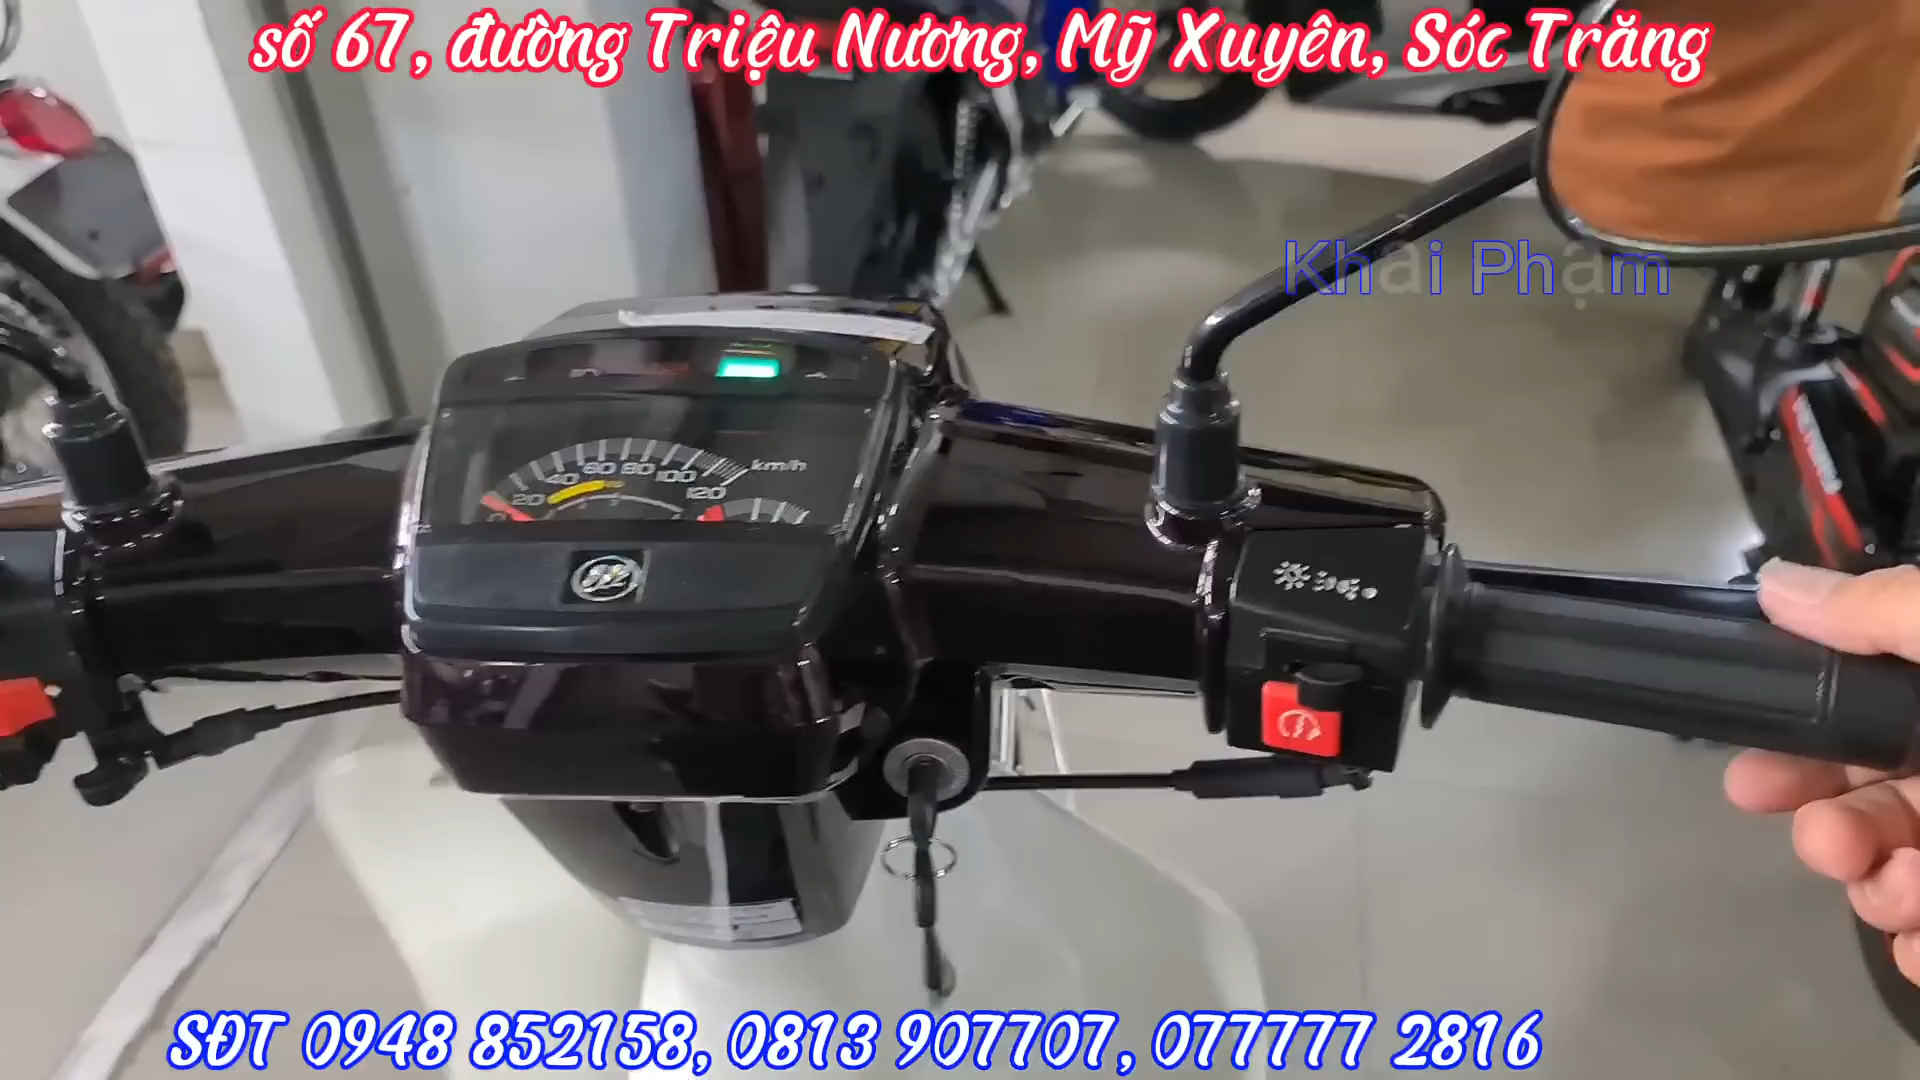 số 67, đường Triệu Nương, Mỹ Xuyên, Sóc Trăng
Khải Phạm
km/h
20 40 60 80 100 120
SĐT 0948 852158, 0813 907707, 077777 2816